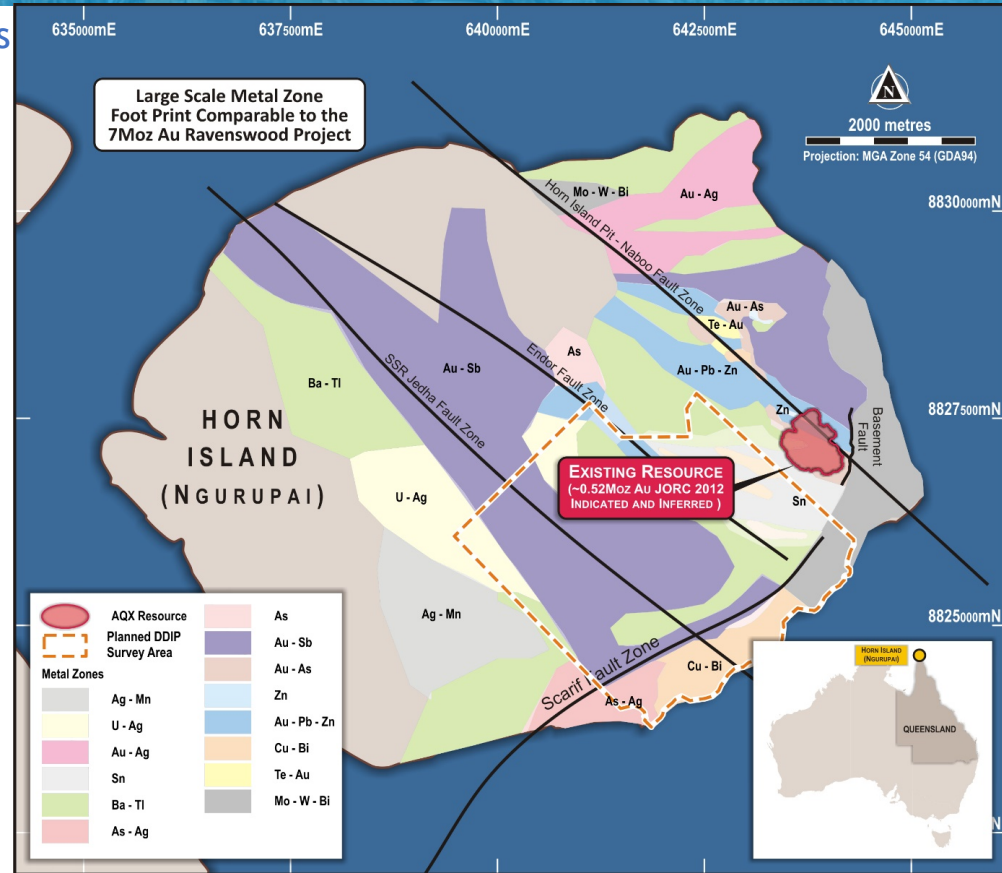 S
635000mE
637500mE
640000mE
642500mE
645000mE
Large Scale Metal Zone
Foot Print Comparable to the
7Moz Au Ravenswood Project
N
2000 metres
Projection: MGA Zone 54 (GDA94)
8830000mN
Mo - W - Bi
Au - Ag
Horn Island Pit - Naboo Fault Zone
Au - As
Te - Au
As
Endor Fault Zone
Au - Sb
Au - Pb - Zn
SSR Jedha Fault Zone
Ba - Tl
Zn
8827500mN
Basement
Fault
HORN
ISLAND
(NGURUPAI)
EXISTING RESOURCE
(~0.52MOZ AU JORC 2012
INDICATED AND INFERRED )
Sn
U - Ag
8825000mN
Ag - Mn
Cu - Bi
Scarif Fault Zone
As - Ag
AQX Resource
Planned DDIP
Survey Area
Metal Zones
Ag - Mn
U - Ag
Au - Ag
Sn
Ba - Tl
As - Ag
As
Au - Sb
Au - As
Zn
Au - Pb - Zn
Cu - Bi
Te - Au
Mo - W - Bi
HORN ISLAND
(NGURUPAI)
QUEENSLAND
N